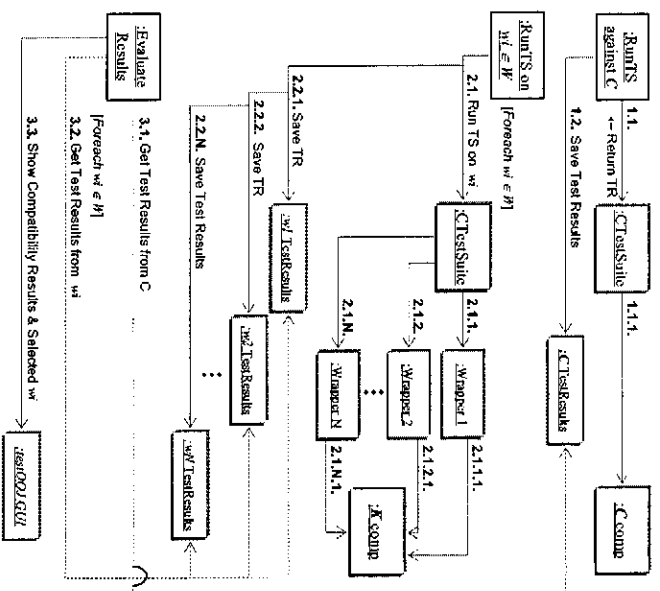 :RunTS
against C
1.1.
← Return TR
:CTestSuite
1.1.1.
:C comp
1.2. Save Test Results
:CTestResults
:RunTS on
wi ∈ W
[Foreach wi ∈ W]
2.1. Run TS on wi
:CTestSuite
2.1.1.
:Wrapper 1
2.1.1.1.
2.1.2.
:Wrapper 2
2.1.2.1.
:K comp
2.1.N.
:Wrapper N
2.1.N.1.
2.2.1. Save TR
:w1 TestResults
2.2.2. Save TR
:w2 TestResults
2.2.N. Save Test Results
:wN TestResults
:Evaluate
Results
3.1. Get Test Results from C
[Foreach wi ∈ W]
3.2. Get Test Results from wi
3.3. Show Compatibility Results & Selected wi
:testOOJ.GUI